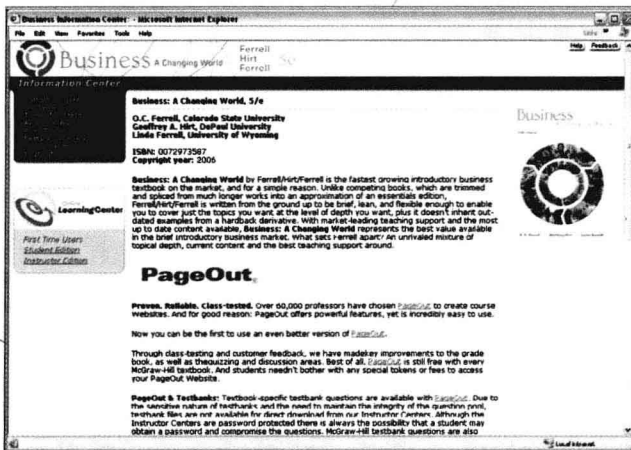 Business Information Center - Microsoft Internet Explorer
File Edit View Favorites Tools Help
Links
Help Feedback
Business A Changing World
Ferrell
Hirt
Ferrell
5e
Information Center
Business: A Changing World, 5/e
O.C. Ferrell, Colorado State University
Geoffrey A. Hirt, DePaul University
Linda Ferrell, University of Wyoming
ISBN: 0072973587
Copyright year: 2006
Business: A Changing World by Ferrell/Hirt/Ferrell is the fastest growing introductory business
textbook on the market, and for a simple reason. Unlike competing books, which are trimmed
and spliced from much longer works into an approximation of an essentials edition,
Ferrell/Hirt/Ferrell is written from the ground up to be brief, lean, and flexible enough to enable
you to cover just the topics you want at the level of depth you want, plus it doesn't inherit out-
dated examples from a hardback derivative. With market-leading teaching support and the most
up to date content available, Business: A Changing World represents the best value available
in the brief introductory business market. What sets Ferrell apart? An unrivaled mixture of
topical depth, current content and the best teaching support around.
Business
Online
LearningCenter
First Time Users
Student Edition
Instructor Edition
PageOut
Proven. Reliable. Class-tested. Over 60,000 professors have chosen PageOut to create course
websites. And for good reason: PageOut offers powerful features, yet is incredibly easy to use.
Now you can be the first to use an even better version of PageOut.
Through class-testing and customer feedback, we have madekey improvements to the grade
book, as well as thequizzing and discussion areas. Best of all, PageOut is still free with every
McGraw-Hill textbook. And students needn't bother with any special tokens or fees to access
your PageOut Website.
PageOut & Testbanks: Textbook-specific testbank questions are available with PageOut. Due to
the sensitive nature of testbanks and the need to maintain the integrity of the question pool,
testbank files are not available for direct download from our Instructor Centers. Although the
Instructor Centers are password protected there is always the possibility that a student may
obtain a password and compromise the questions. McGraw-Hill testbank questions are also
Local intranet